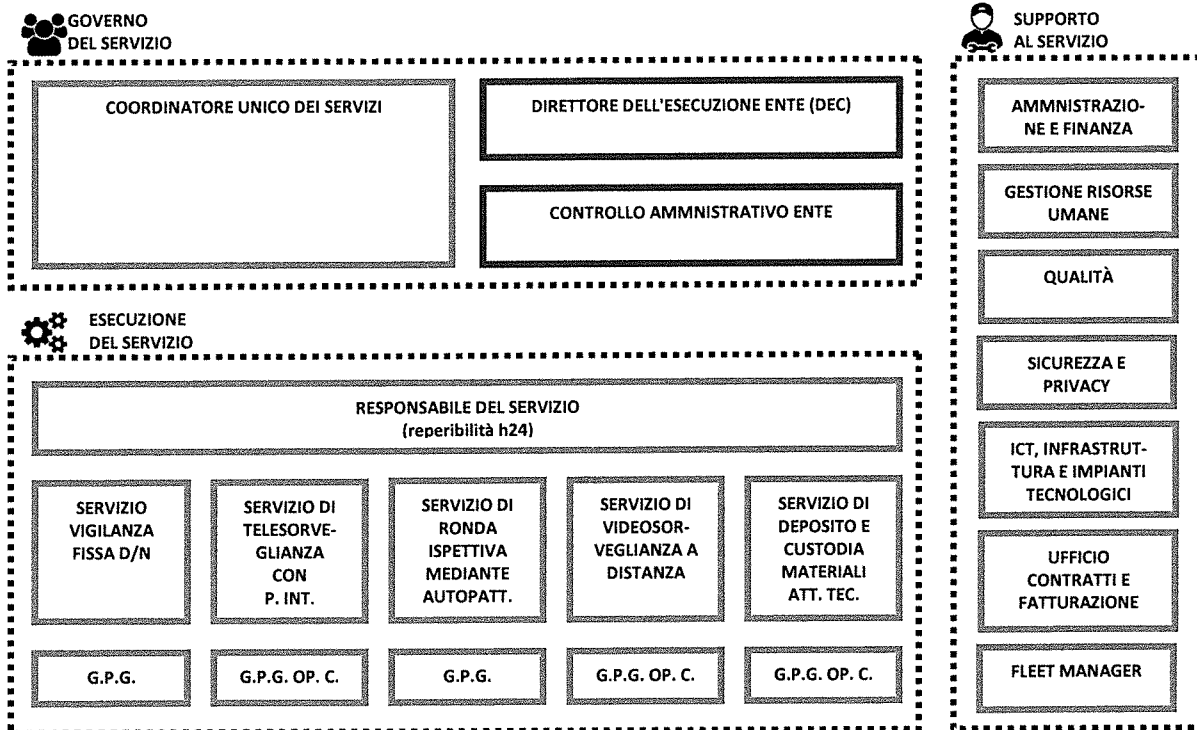 GOVERNO
DEL SERVIZIO
COORDINATORE UNICO DEI SERVIZI
DIRETTORE DELL'ESECUZIONE ENTE (DEC)
CONTROLLO AMMNISTRATIVO ENTE
ESECUZIONE
DEL SERVIZIO
RESPONSABILE DEL SERVIZIO
(reperibilità h24)
SERVIZIO
VIGILANZA
FISSA D/N
SERVIZIO DI
TELESORVE-
GLIANZA
CON
P. INT.
SERVIZIO DI
RONDA
ISPETTIVA
MEDIANTE
AUTOPATT.
SERVIZIO DI
VIDEOSOR-
VEGLIANZA A
DISTANZA
SERVIZIO DI
DEPOSITO E
CUSTODIA
MATERIALI
ATT. TEC.
G.P.G.
G.P.G. OP. C.
G.P.G.
G.P.G. OP. C.
G.P.G. OP. C.
SUPPORTO
AL SERVIZIO
AMMNISTRAZIO-
NE E FINANZA
GESTIONE RISORSE
UMANE
QUALITÀ
SICUREZZA E
PRIVACY
ICT, INFRASTRUT-
TURA E IMPIANTI
TECNOLOGICI
UFFICIO
CONTRATTI E
FATTURAZIONE
FLEET MANAGER